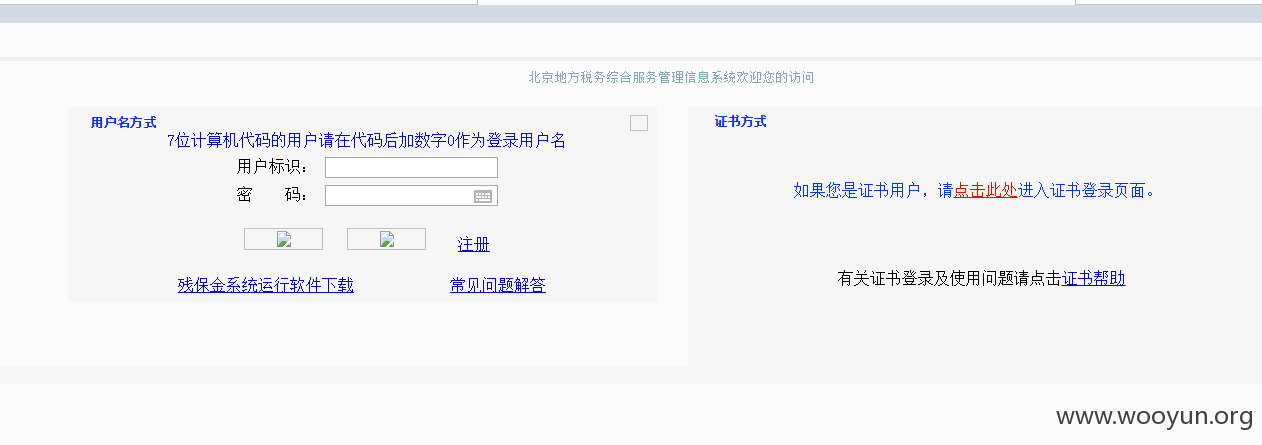 北京地方税务综合服务管理信息系统欢迎您的访问
用户名方式
7位计算机代码的用户请在代码后加数字0作为登录用户名
用户标识：
密 码：
注册
残保金系统运行软件下载 常见问题解答
证书方式
如果您是证书用户，请点击此处进入证书登录页面。
有关证书登录及使用问题请点击证书帮助
www.wooyun.org